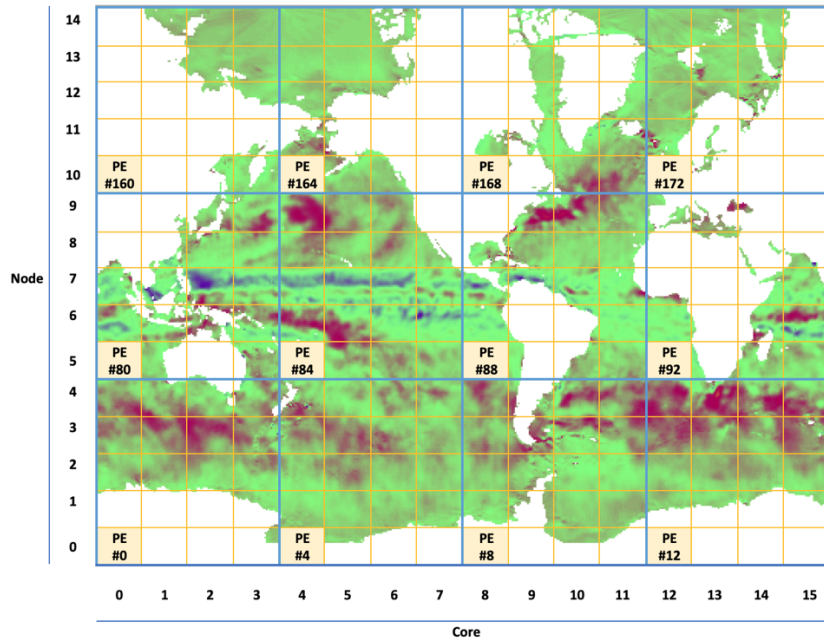 14
13
12
11
PE PE PE PE
10 #160 #164 #168 #172
9
8
Node 7
6
PE PE PE PE
5 #80 #84 #88 #92
4
3
2
1
PE PE PE PE
0 #0 #4 #8 #12
0 1 2 3 4 5 6 7 8 9 10 11 12 13 14 15
Core